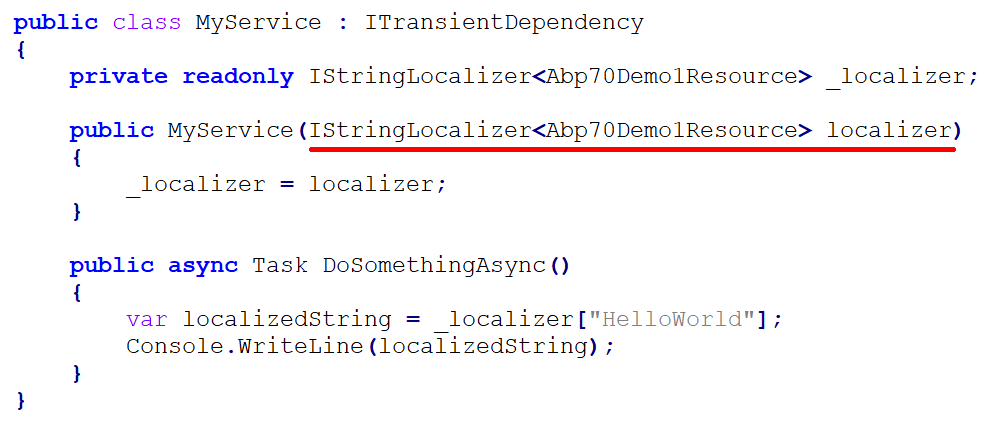 public class MyService : ITransientDependency
{
    private readonly IStringLocalizer<Abp70Demo1Resource> _localizer;

    public MyService(IStringLocalizer<Abp70Demo1Resource> localizer)
    {
        _localizer = localizer;
    }

    public async Task DoSomethingAsync()
    {
        var localizedString = _localizer["HelloWorld"];
        Console.WriteLine(localizedString);
    }
}